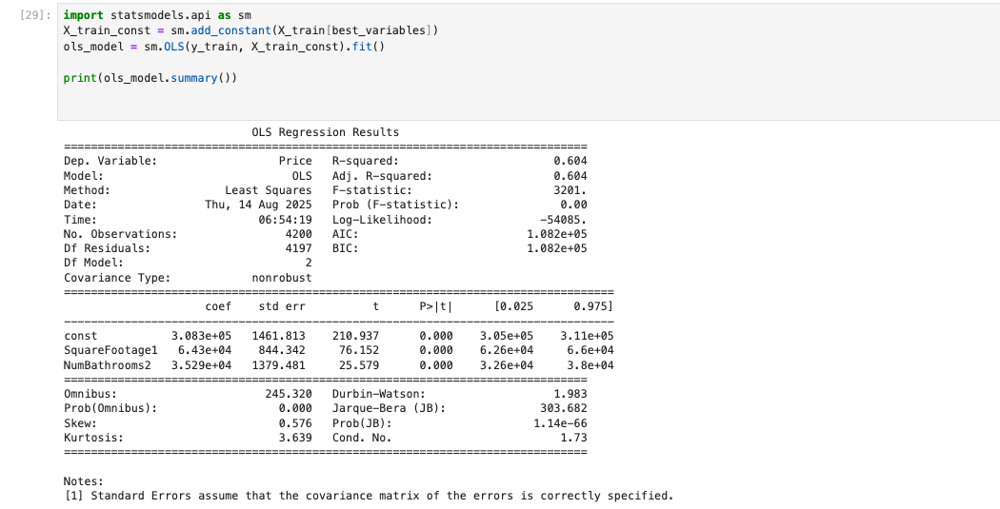 [29]: import statsmodels.api as sm
X_train_const = sm.add_constant(X_train[best_variables])
ols_model = sm.OLS(y_train, X_train_const).fit()
print(ols_model.summary())
OLS Regression Results
==============================================================================
Dep. Variable: Price R-squared: 0.604
Model: OLS Adj. R-squared: 0.604
Method: Least Squares F-statistic: 3201.
Date: Thu, 14 Aug 2025 Prob (F-statistic): 0.00
Time: 06:54:19 Log-Likelihood: -54085.
No. Observations: 4200 AIC: 1.082e+05
Df Residuals: 4197 BIC: 1.082e+05
Df Model: 2
Covariance Type: nonrobust
==================================================================================
coef std err t P>|t| [0.025 0.975]
----------------------------------------------------------------------------------
const 3.083e+05 1461.813 210.937 0.000 3.05e+05 3.11e+05
SquareFootage1 6.43e+04 844.342 76.152 0.000 6.26e+04 6.6e+04
NumBathrooms2 3.529e+04 1379.481 25.579 0.000 3.26e+04 3.8e+04
==============================================================================
Omnibus: 245.320 Durbin-Watson: 1.983
Prob(Omnibus): 0.000 Jarque-Bera (JB): 303.682
Skew: 0.576 Prob(JB): 1.14e-66
Kurtosis: 3.639 Cond. No. 1.73
==============================================================================
Notes:
[1] Standard Errors assume that the covariance matrix of the errors is correctly specified.